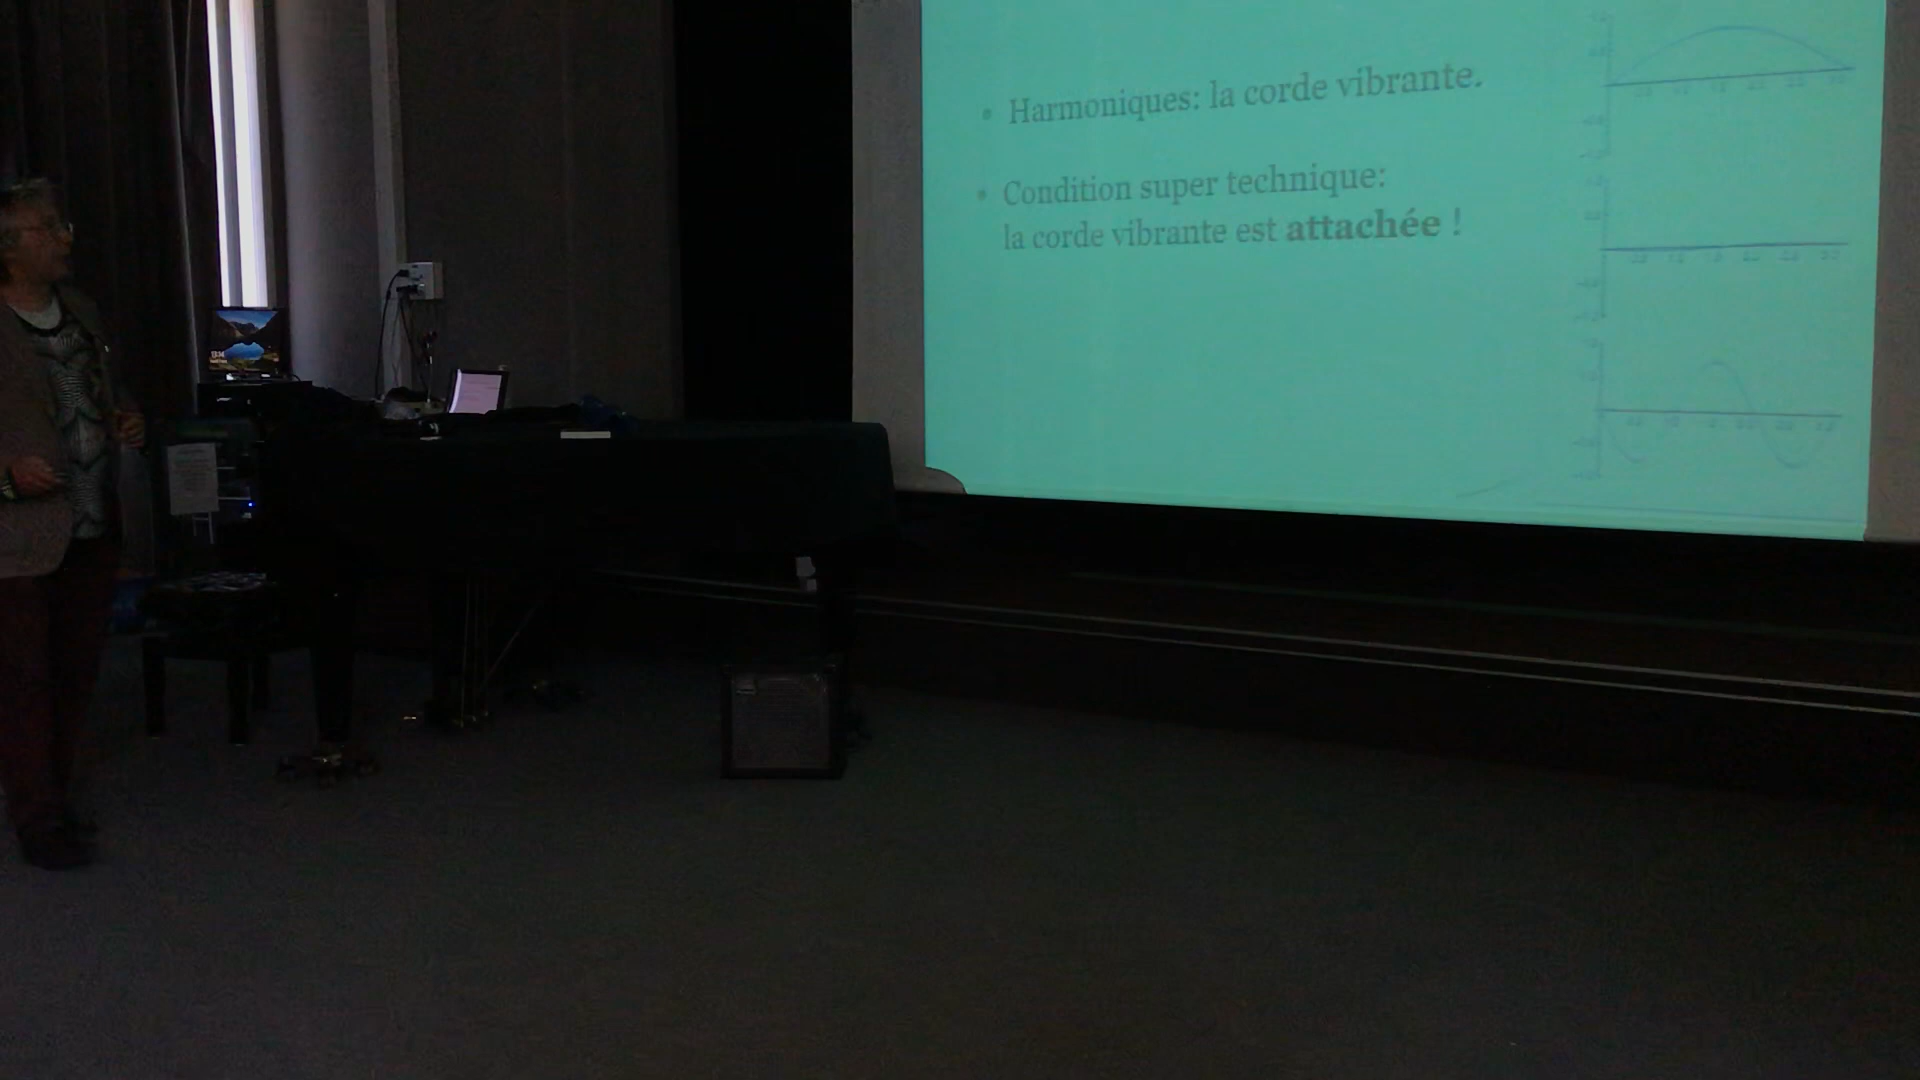 Harmoniques: la corde vibrante.
Condition super technique:
la corde vibrante est attachée !